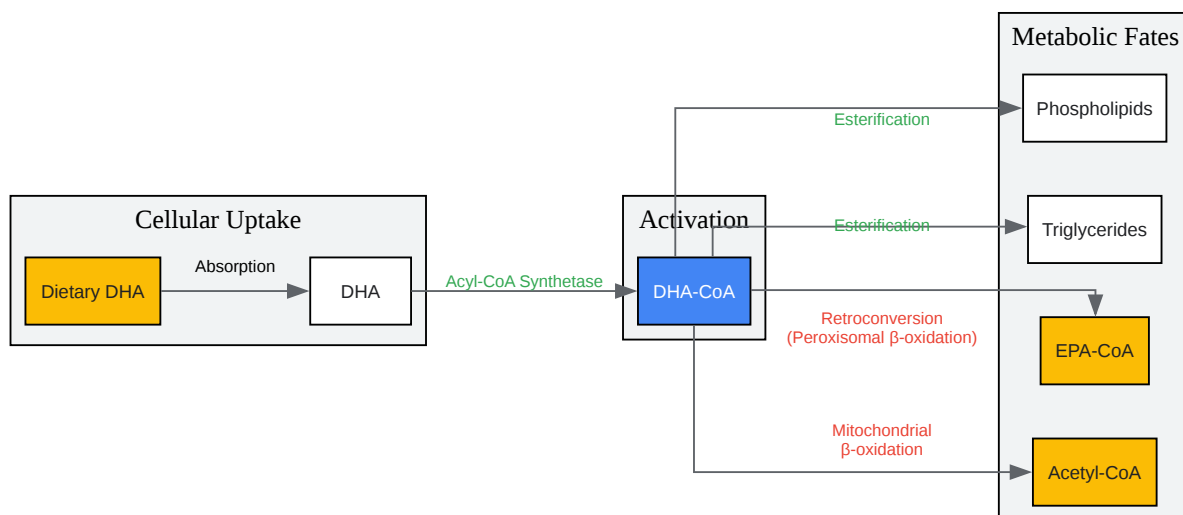 Metabolic Fates
Phospholipids
Esterification
Cellular Uptake
Activation
Esterification
Triglycerides
Dietary DHA
Absorption
DHA
Acyl-CoA Synthetase
DHA-CoA
Retroconversion
(Peroxisomal β-oxidation)
EPA-CoA
Mitochondrial
β-oxidation
Acetyl-CoA